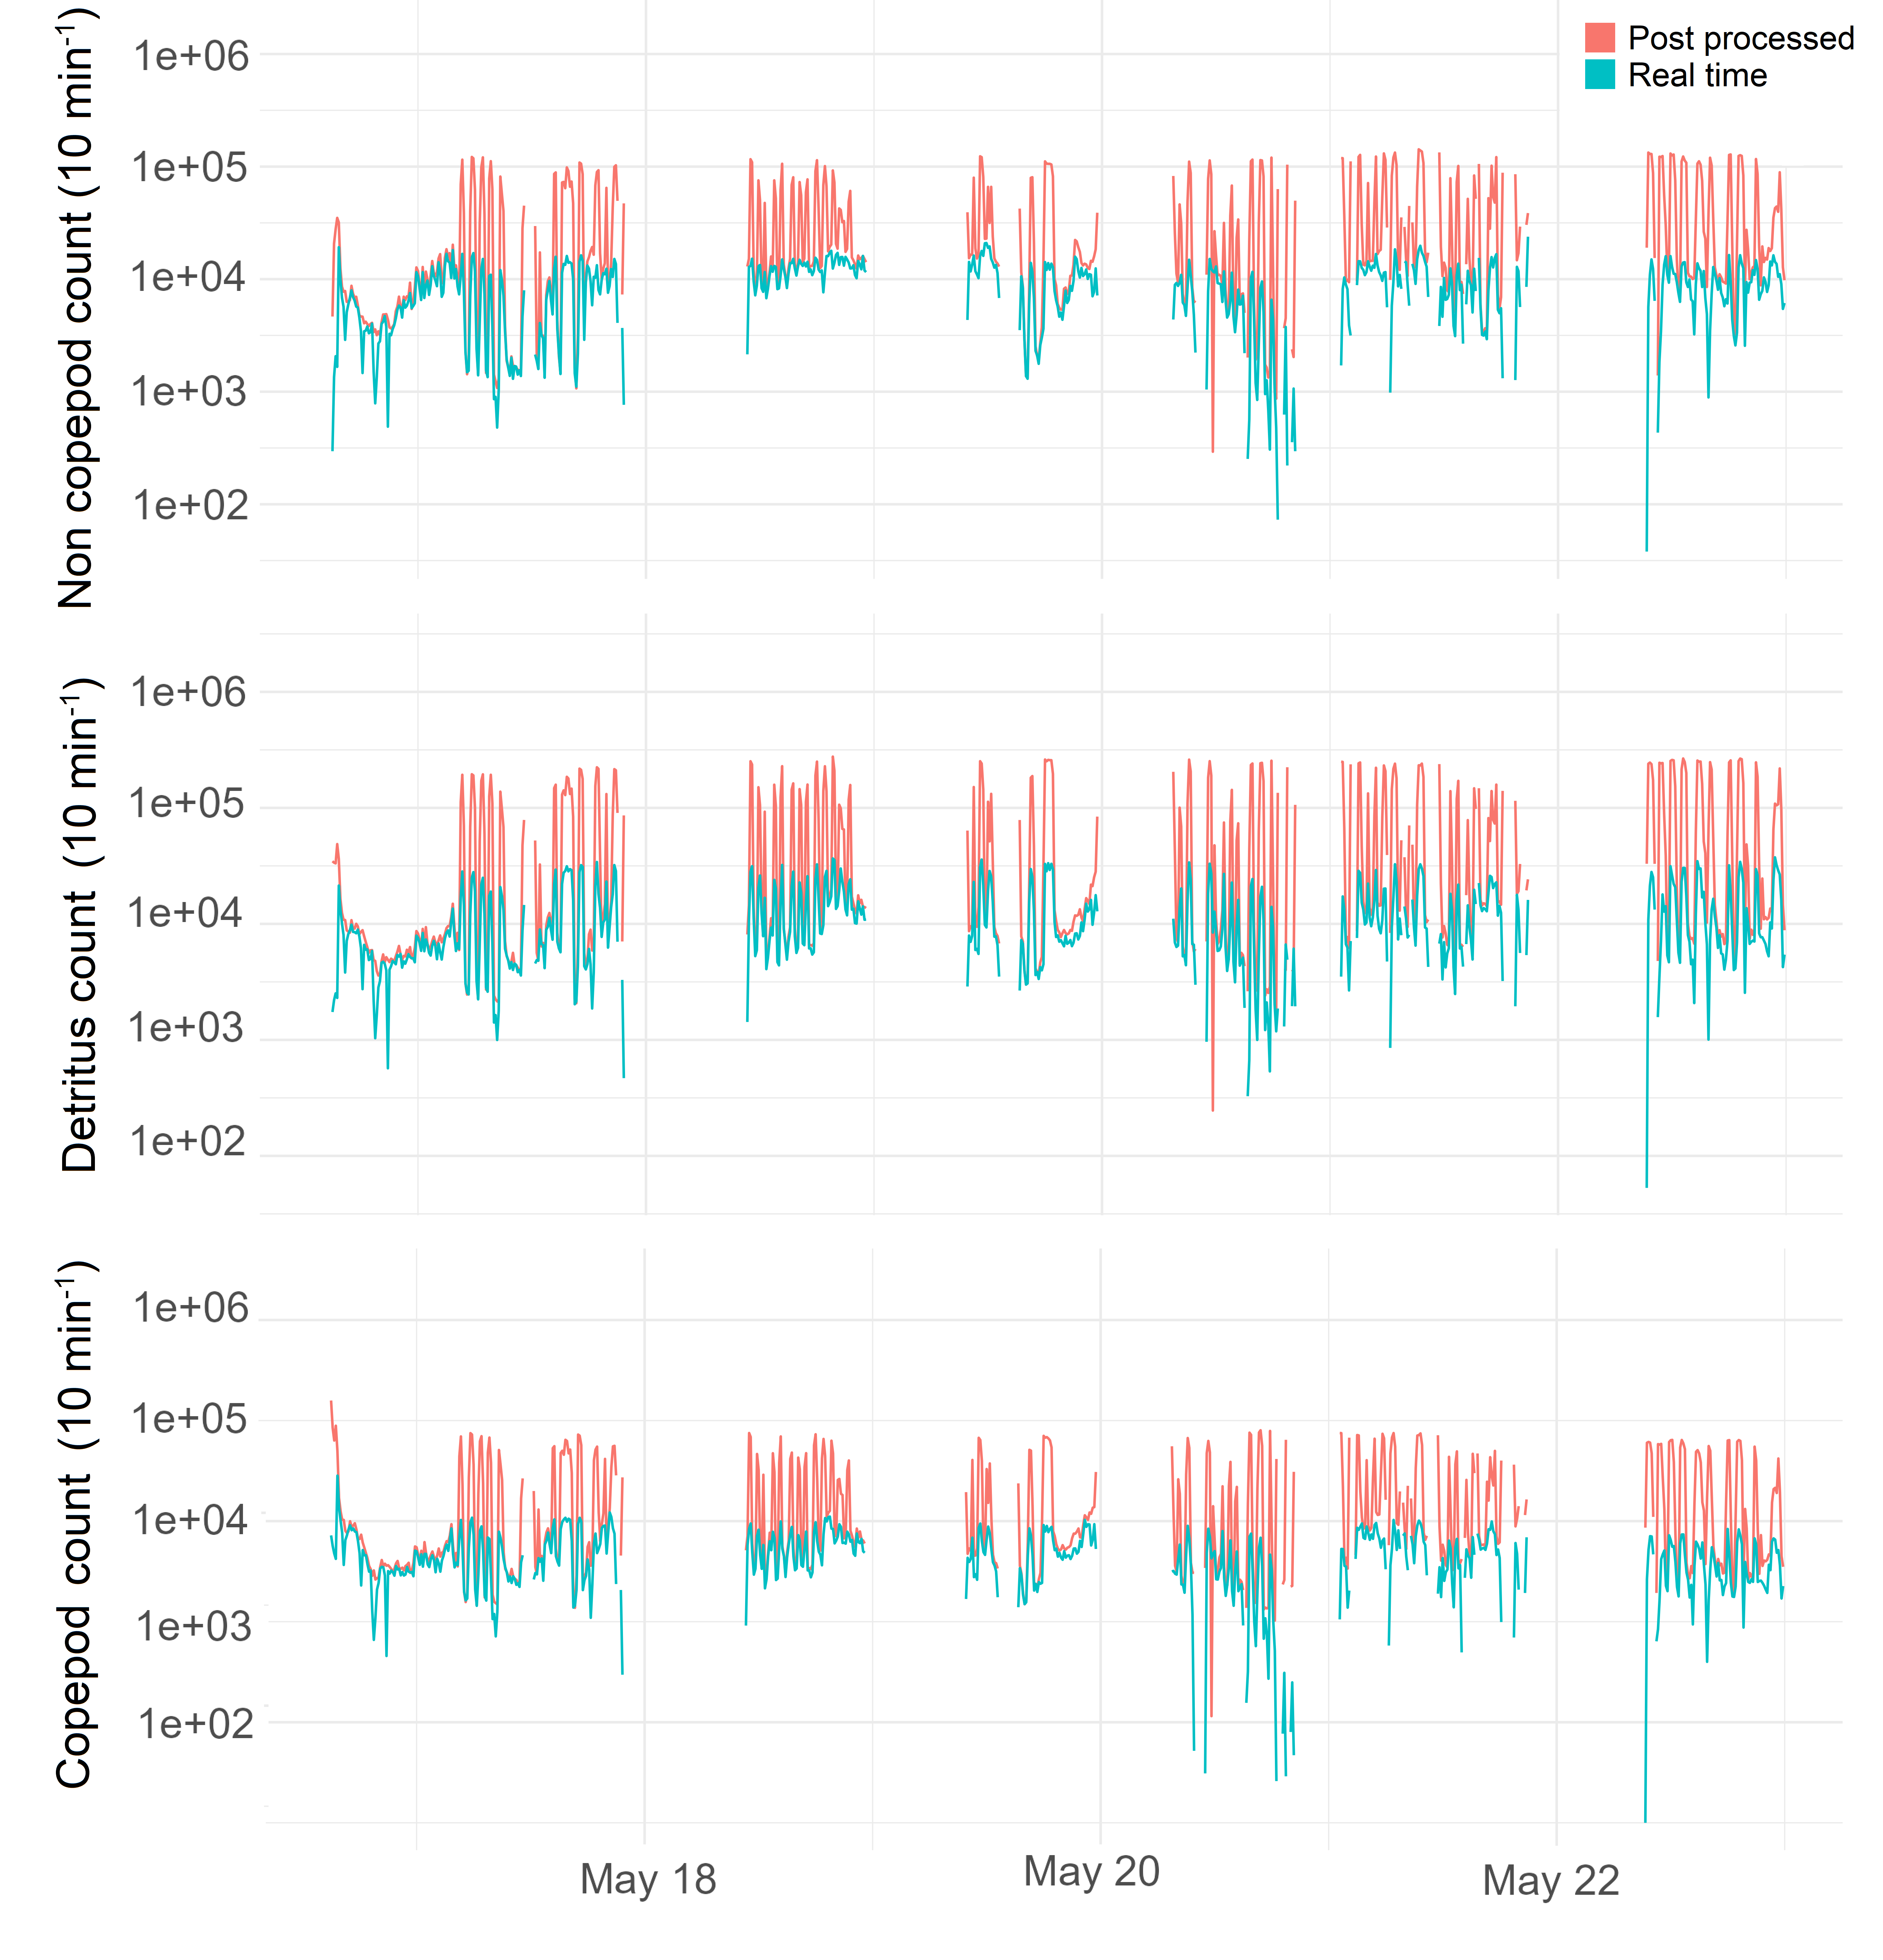 Post processed
Real time
Non copepod count (10 min-1)
1e+06
1e+05
1e+04
1e+03
1e+02
Detritus count (10 min-1)
1e+06
1e+05
1e+04
1e+03
1e+02
Copepod count (10 min-1)
1e+06
1e+05
1e+04
1e+03
1e+02
May 18
May 20
May 22